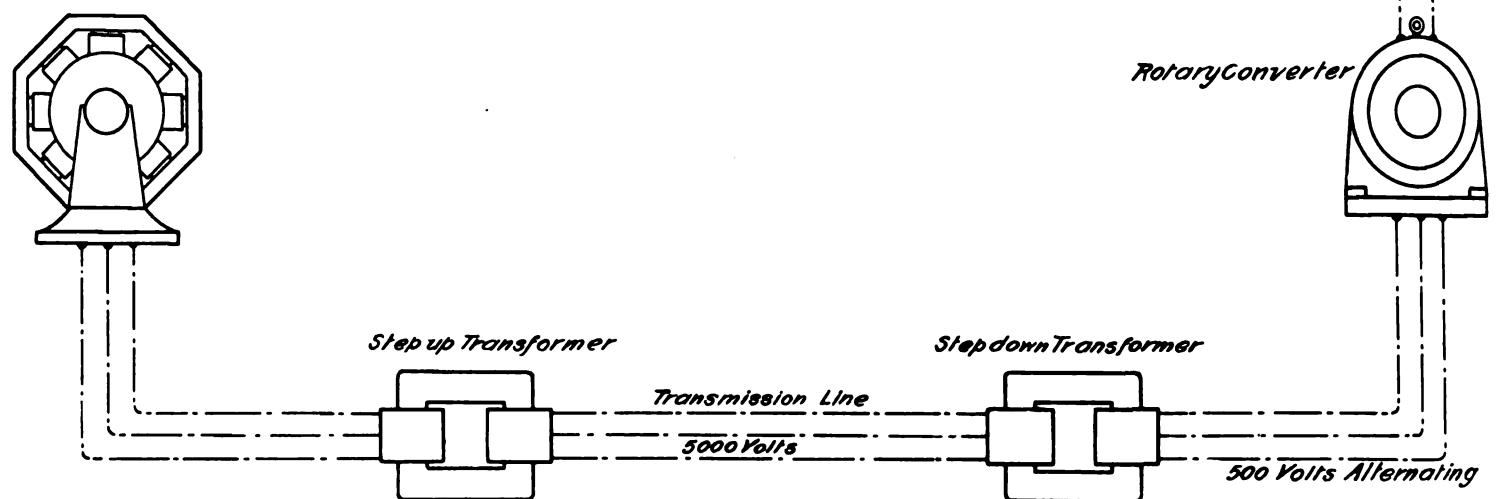 Rotary Converter
Step up Transformer
Step down Transformer
Transmission Line
5000 Volts
500 Volts Alternating